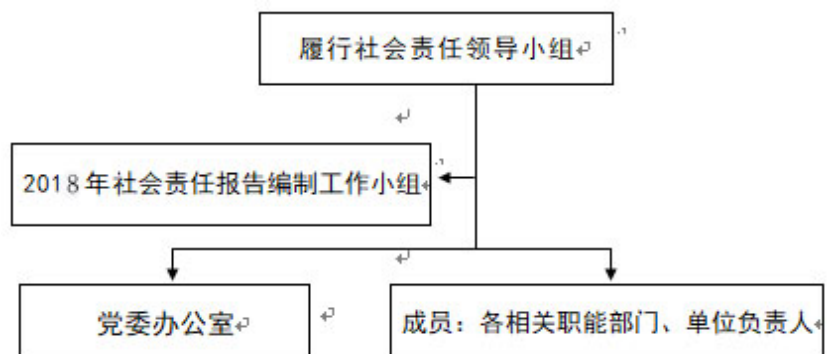 履行社会责任领导小组
2018年社会责任报告编制工作小组
党委办公室
成员：各相关职能部门、单位负责人